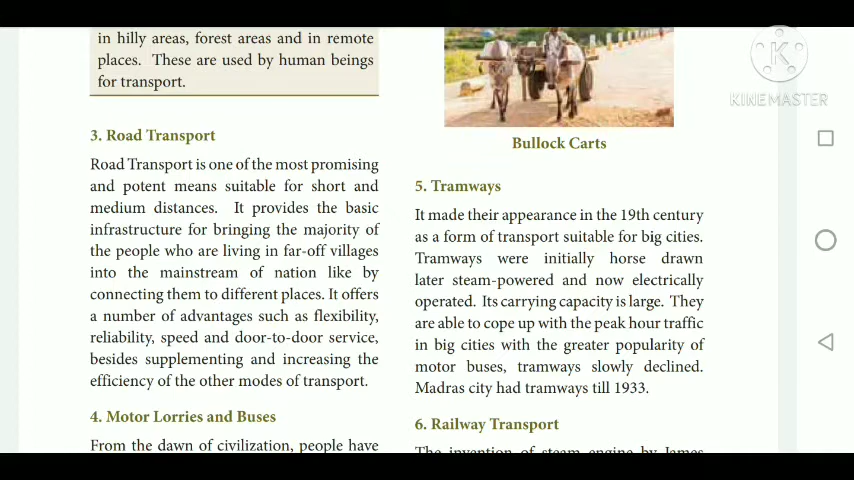 in hilly areas, forest areas and in remote
places. These are used by human beings
for transport.
3. Road Transport
Road Transport is one of the most promising
and potent means suitable for short and
medium distances. It provides the basic
infrastructure for bringing the majority of
the people who are living in far-off villages
into the mainstream of nation like by
connecting them to different places. It offers
a number of advantages such as flexibility,
reliability, speed and door-to-door service,
besides supplementing and increasing the
efficiency of the other modes of transport.
4. Motor Lorries and Buses
From the dawn of civilization, people have
Bullock Carts
5. Tramways
It made their appearance in the 19th century
as a form of transport suitable for big cities.
Tramways were initially horse drawn
later steam-powered and now electrically
operated. Its carrying capacity is large. They
are able to cope up with the peak hour traffic
in big cities with the greater popularity of
motor buses, tramways slowly declined.
Madras city had tramways till 1933.
6. Railway Transport
The invention of steam engine by James
K
KINEMASTER